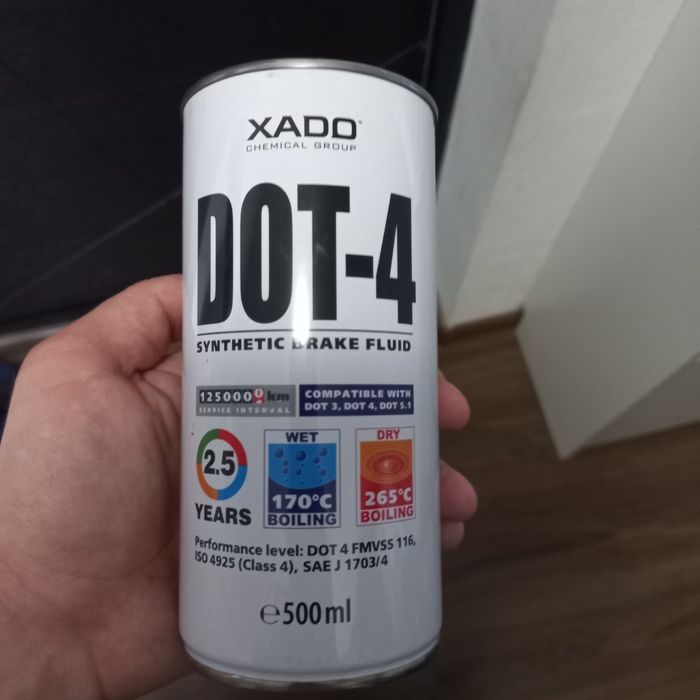 XADO®
CHEMICAL GROUP
DOT-4
SYNTHETIC BRAKE FLUID
125000 km
SERVICE INTERVAL
COMPATIBLE WITH
DOT 3, DOT 4, DOT 5.1
2.5
YEARS
WET
170°C
BOILING
DRY
265°C
BOILING
Performance level: DOT 4 FMVSS 116,
ISO 4925 (Class 4), SAE J 1703/4
℮500ml